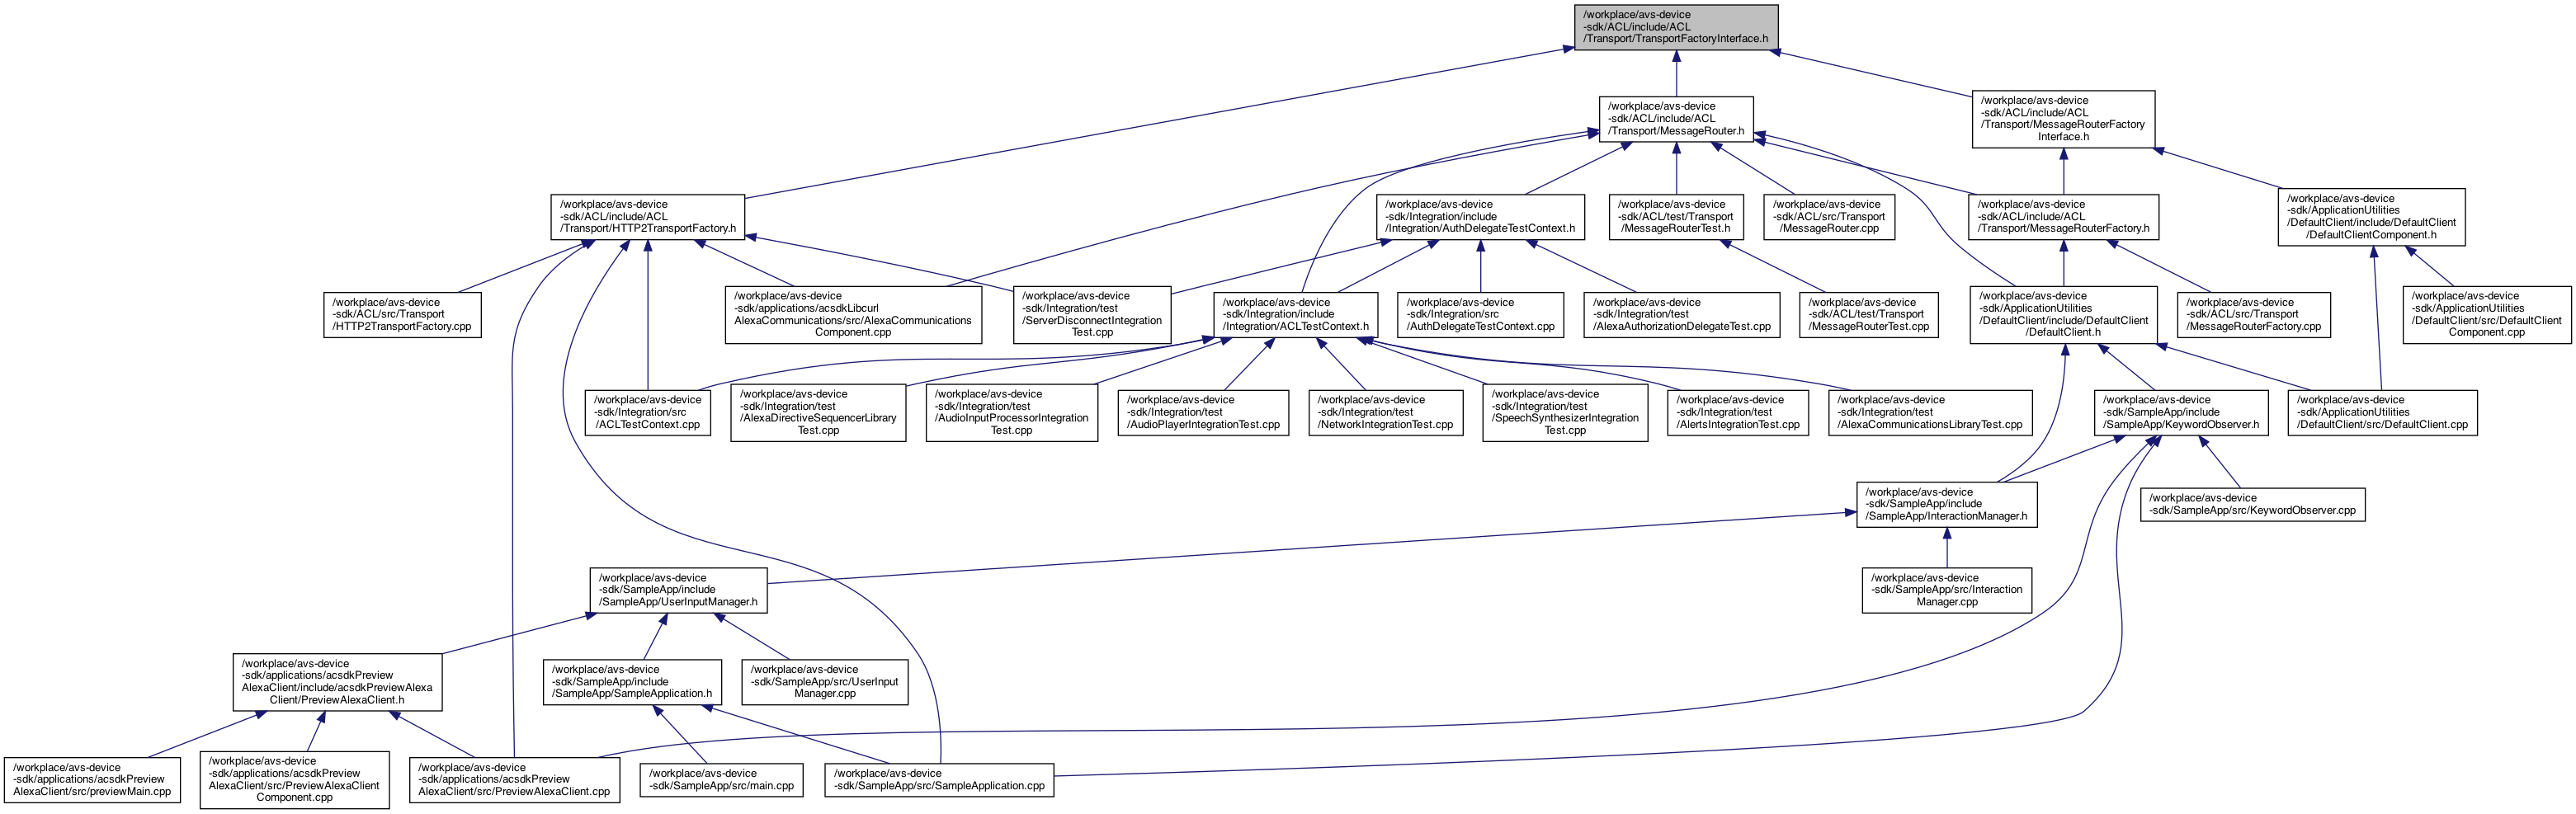 /workplace/avs-device
-sdk/ACL/include/ACL
/Transport/TransportFactoryInterface.h
/workplace/avs-device
-sdk/ACL/include/ACL
/Transport/MessageRouter.h
/workplace/avs-device
-sdk/ACL/include/ACL
/Transport/MessageRouterFactory
Interface.h
/workplace/avs-device
-sdk/ACL/include/ACL
/Transport/HTTP2TransportFactory.h
/workplace/avs-device
-sdk/Integration/include
/Integration/AuthDelegateTestContext.h
/workplace/avs-device
-sdk/ACL/test/Transport
/MessageRouterTest.h
/workplace/avs-device
-sdk/ACL/src/Transport
/MessageRouter.cpp
/workplace/avs-device
-sdk/ACL/include/ACL
/Transport/MessageRouterFactory.h
/workplace/avs-device
-sdk/ApplicationUtilities
/DefaultClient/include/DefaultClient
/DefaultClientComponent.h
/workplace/avs-device
-sdk/ACL/src/Transport
/HTTP2TransportFactory.cpp
/workplace/avs-device
-sdk/applications/acsdkLibcurl
AlexaCommunications/src/AlexaCommunications
Component.cpp
/workplace/avs-device
-sdk/Integration/test
/ServerDisconnectIntegration
Test.cpp
/workplace/avs-device
-sdk/Integration/include
/Integration/ACLTestContext.h
/workplace/avs-device
-sdk/Integration/src
/AuthDelegateTestContext.cpp
/workplace/avs-device
-sdk/Integration/test
/AlexaAuthorizationDelegateTest.cpp
/workplace/avs-device
-sdk/ACL/test/Transport
/MessageRouterTest.cpp
/workplace/avs-device
-sdk/ApplicationUtilities
/DefaultClient/include/DefaultClient
/DefaultClient.h
/workplace/avs-device
-sdk/ACL/src/Transport
/MessageRouterFactory.cpp
/workplace/avs-device
-sdk/ApplicationUtilities
/DefaultClient/src/DefaultClient
Component.cpp
/workplace/avs-device
-sdk/Integration/src
/ACLTestContext.cpp
/workplace/avs-device
-sdk/Integration/test
/AlexaDirectiveSequencerLibrary
Test.cpp
/workplace/avs-device
-sdk/Integration/test
/AudioInputProcessorIntegration
Test.cpp
/workplace/avs-device
-sdk/Integration/test
/AudioPlayerIntegrationTest.cpp
/workplace/avs-device
-sdk/Integration/test
/NetworkIntegrationTest.cpp
/workplace/avs-device
-sdk/Integration/test
/SpeechSynthesizerIntegration
Test.cpp
/workplace/avs-device
-sdk/Integration/test
/AlertsIntegrationTest.cpp
/workplace/avs-device
-sdk/Integration/test
/AlexaCommunicationsLibraryTest.cpp
/workplace/avs-device
-sdk/SampleApp/include
/SampleApp/KeywordObserver.h
/workplace/avs-device
-sdk/ApplicationUtilities
/DefaultClient/src/DefaultClient.cpp
/workplace/avs-device
-sdk/SampleApp/include
/SampleApp/InteractionManager.h
/workplace/avs-device
-sdk/SampleApp/src/KeywordObserver.cpp
/workplace/avs-device
-sdk/SampleApp/include
/SampleApp/UserInputManager.h
/workplace/avs-device
-sdk/SampleApp/src/Interaction
Manager.cpp
/workplace/avs-device
-sdk/applications/acsdkPreview
AlexaClient/include/acsdkPreviewAlexa
Client/PreviewAlexaClient.h
/workplace/avs-device
-sdk/SampleApp/include
/SampleApp/SampleApplication.h
/workplace/avs-device
-sdk/SampleApp/src/UserInput
Manager.cpp
/workplace/avs-device
-sdk/applications/acsdkPreview
AlexaClient/src/previewMain.cpp
/workplace/avs-device
-sdk/applications/acsdkPreview
AlexaClient/src/PreviewAlexaClient
Component.cpp
/workplace/avs-device
-sdk/applications/acsdkPreview
AlexaClient/src/PreviewAlexaClient.cpp
/workplace/avs-device
-sdk/SampleApp/src/main.cpp
/workplace/avs-device
-sdk/SampleApp/src/SampleApplication.cpp